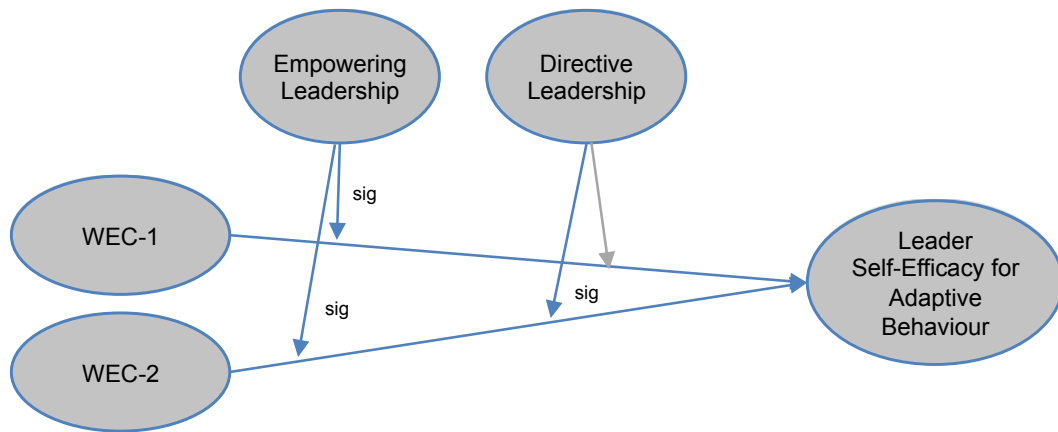 Empowering
Leadership
Directive
Leadership
sig
WEC-1
Leader
Self-Efficacy for
Adaptive
Behaviour
sig
sig
WEC-2